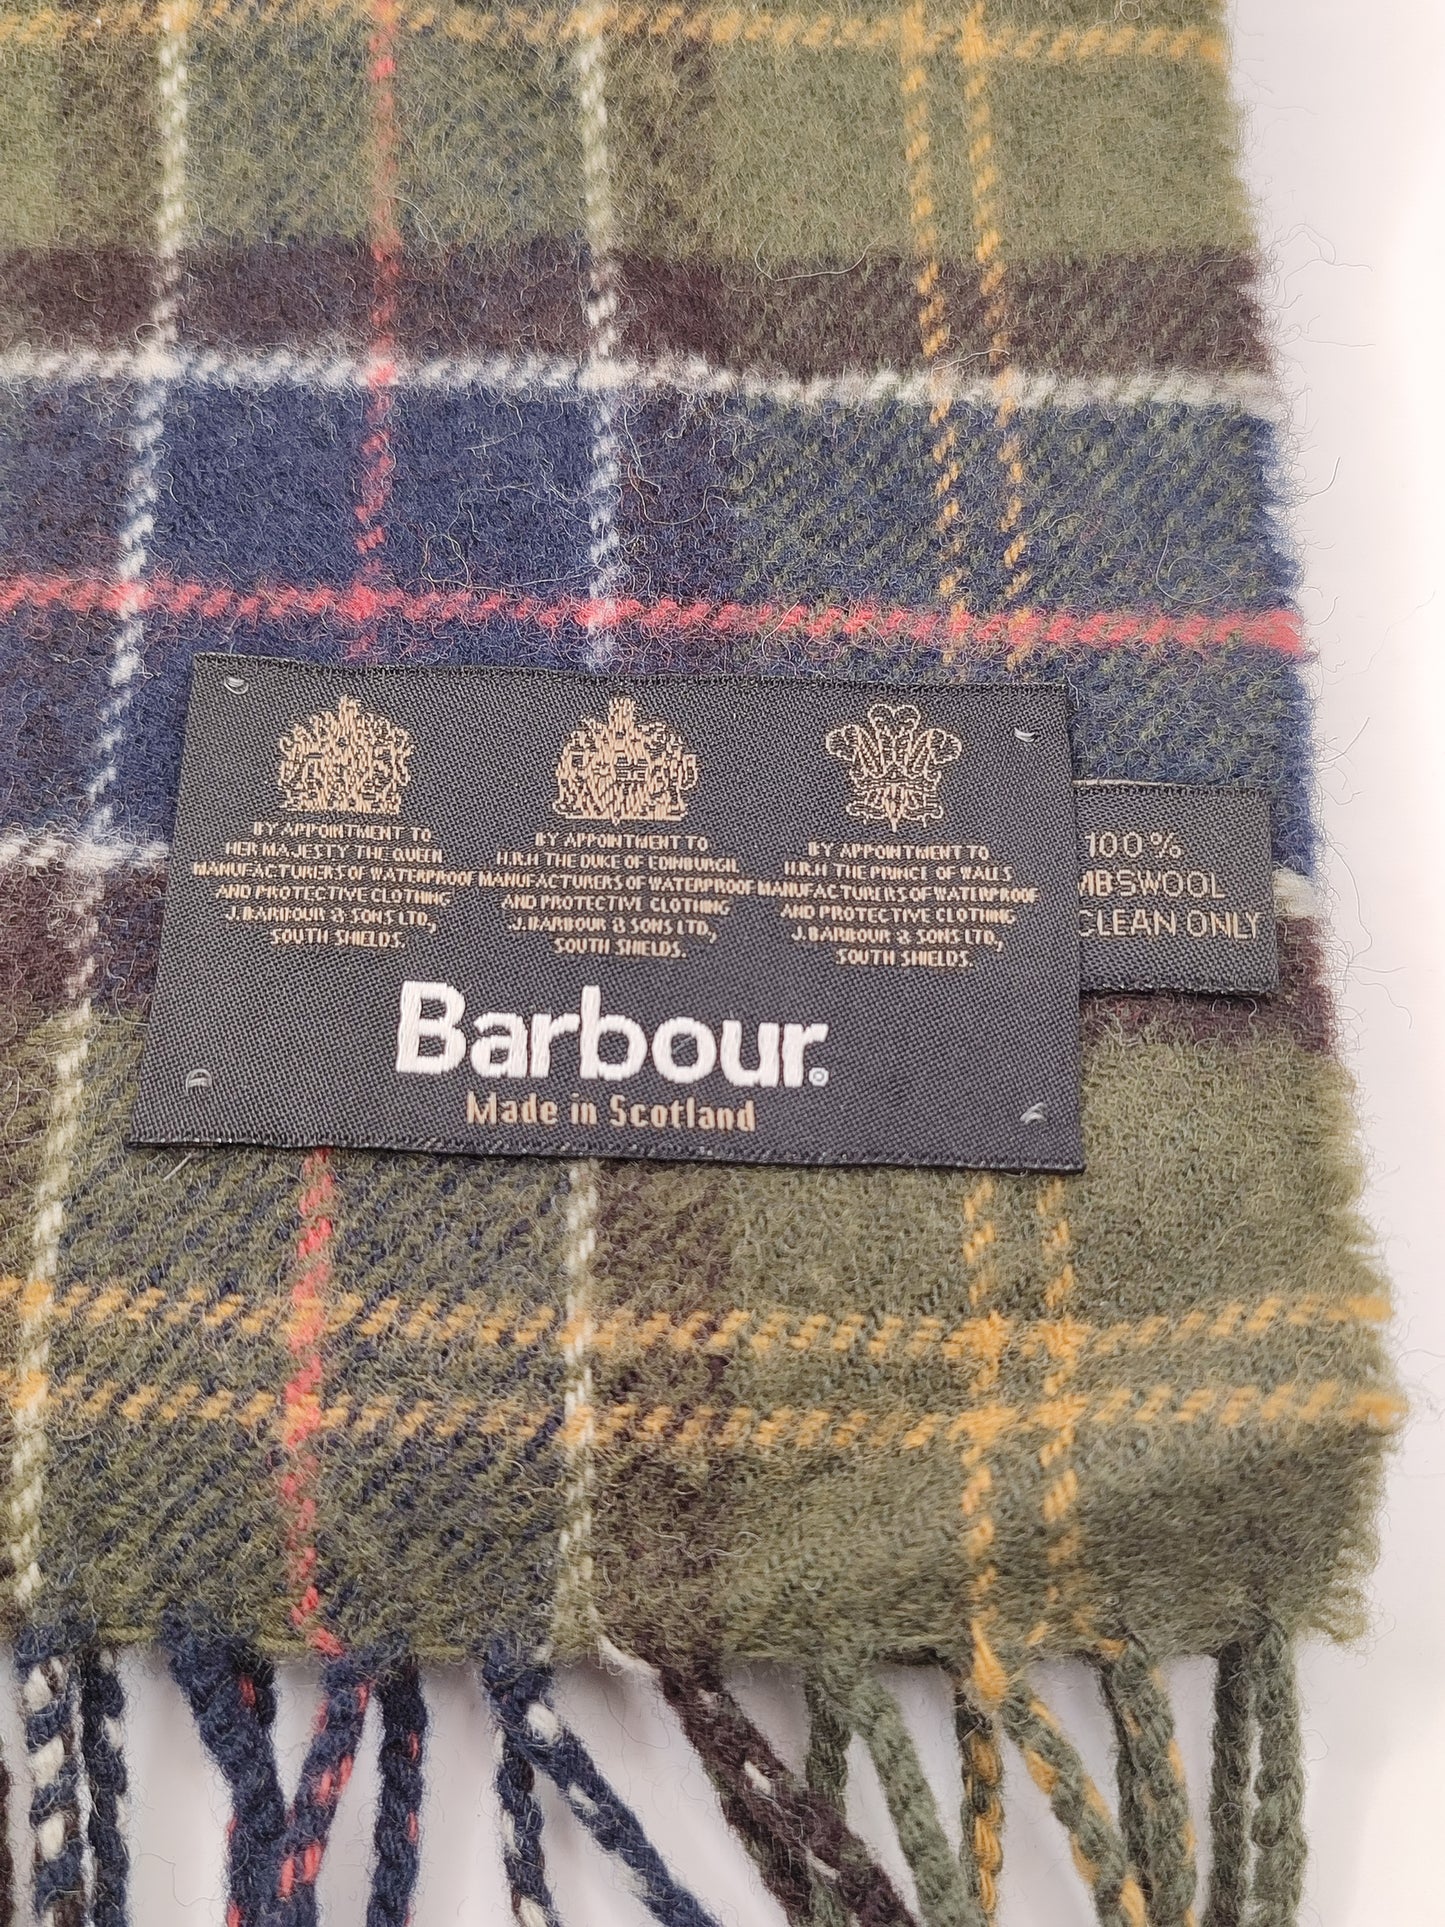 BY APPOINTMENT TO
HER MAJESTY THE QUEEN
MANUFACTURERS OF WATERPROOF
AND PROTECTIVE CLOTHING
J. BARBOUR & SONS LTD,
SOUTH SHIELDS.
BY APPOINTMENT TO
H.R.H THE DUKE OF EDINBURGH
MANUFACTURERS OF WATERPROOF
AND PROTECTIVE CLOTHING
J. BARBOUR & SONS LTD,
SOUTH SHIELDS.
BY APPOINTMENT TO
H.R.H THE PRINCE OF WALES
MANUFACTURERS OF WATERPROOF
AND PROTECTIVE CLOTHING
J. BARBOUR & SONS LTD,
SOUTH SHIELDS.
Barbour®
Made in Scotland
100%
MBSWOOL
CLEAN ONLY